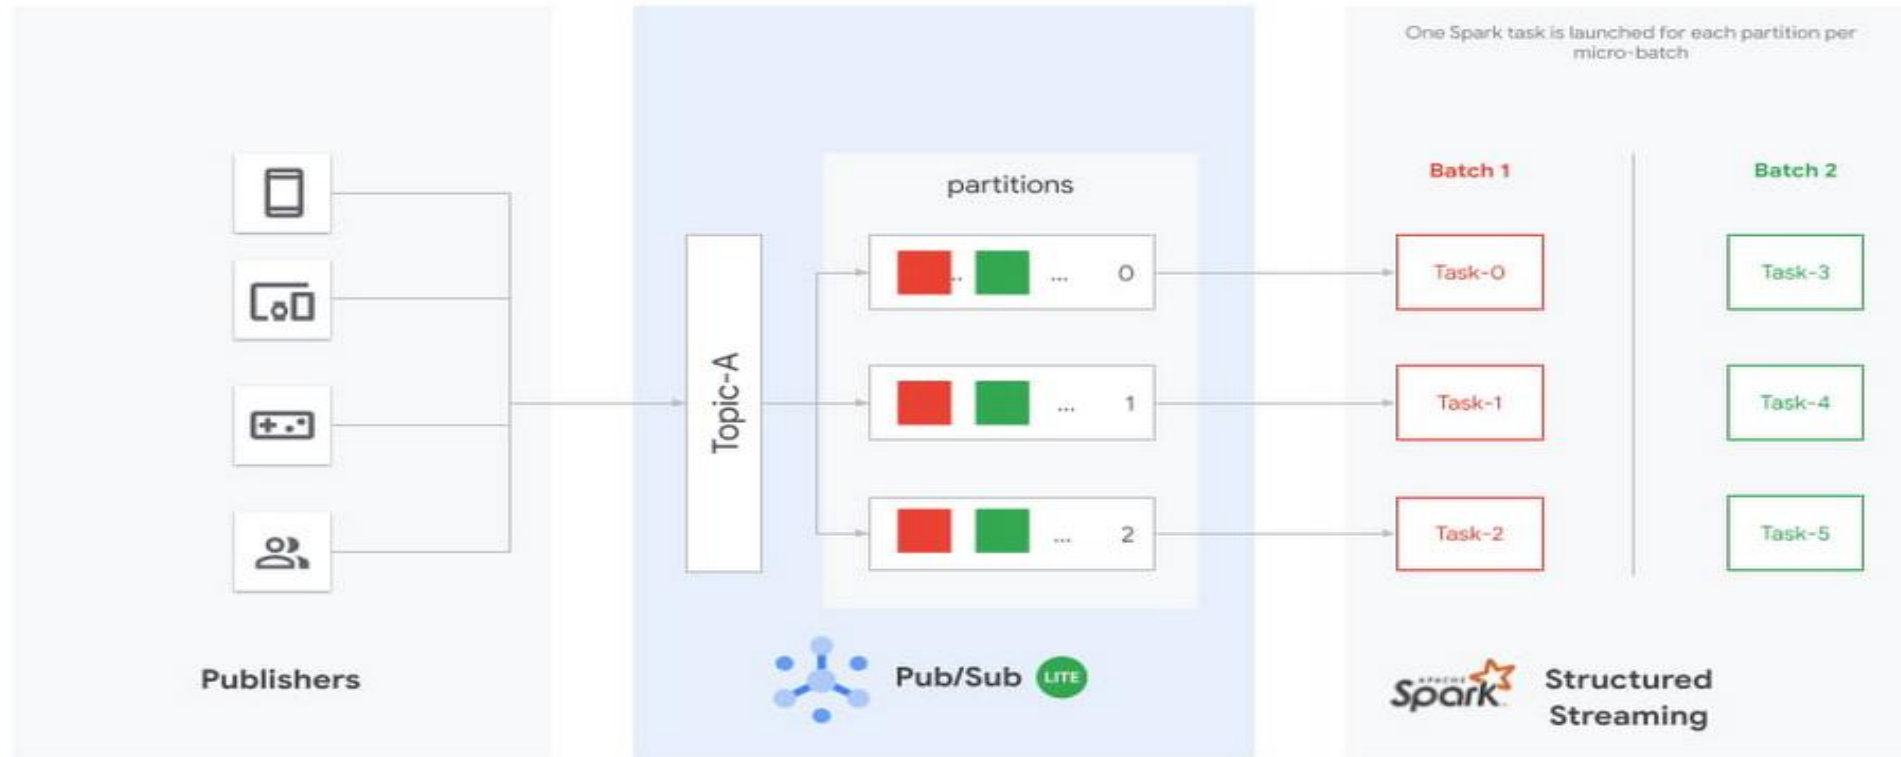 One Spark task is launched for each partition per
micro-batch
partitions
Batch 1
Batch 2
Topic-A
.. ... 0
Task-0
Task-3
... 1
Task-1
Task-4
... 2
Task-2
Task-5
Publishers
Pub/Sub LITE
APACHE
Spark
Structured
Streaming